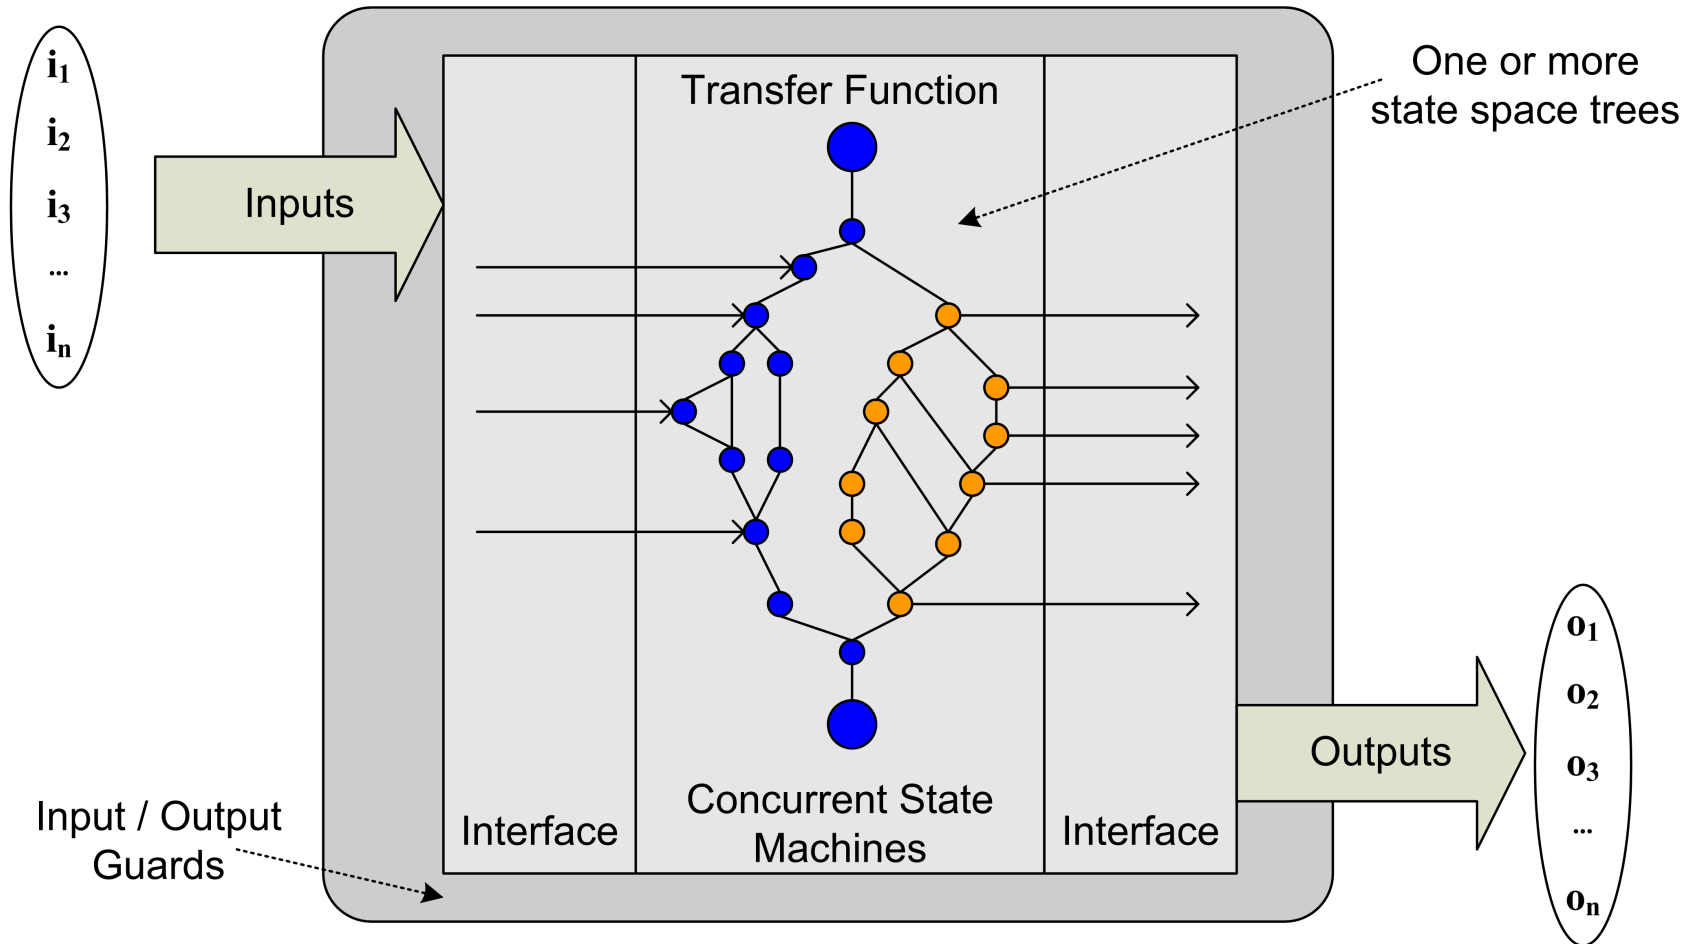 i₁
i₂
i₃
...
iₙ
Inputs
Transfer Function
One or more
state space trees
Input / Output
Guards
Interface
Concurrent State
Machines
Interface
Outputs
o₁
o₂
o₃
...
oₙ